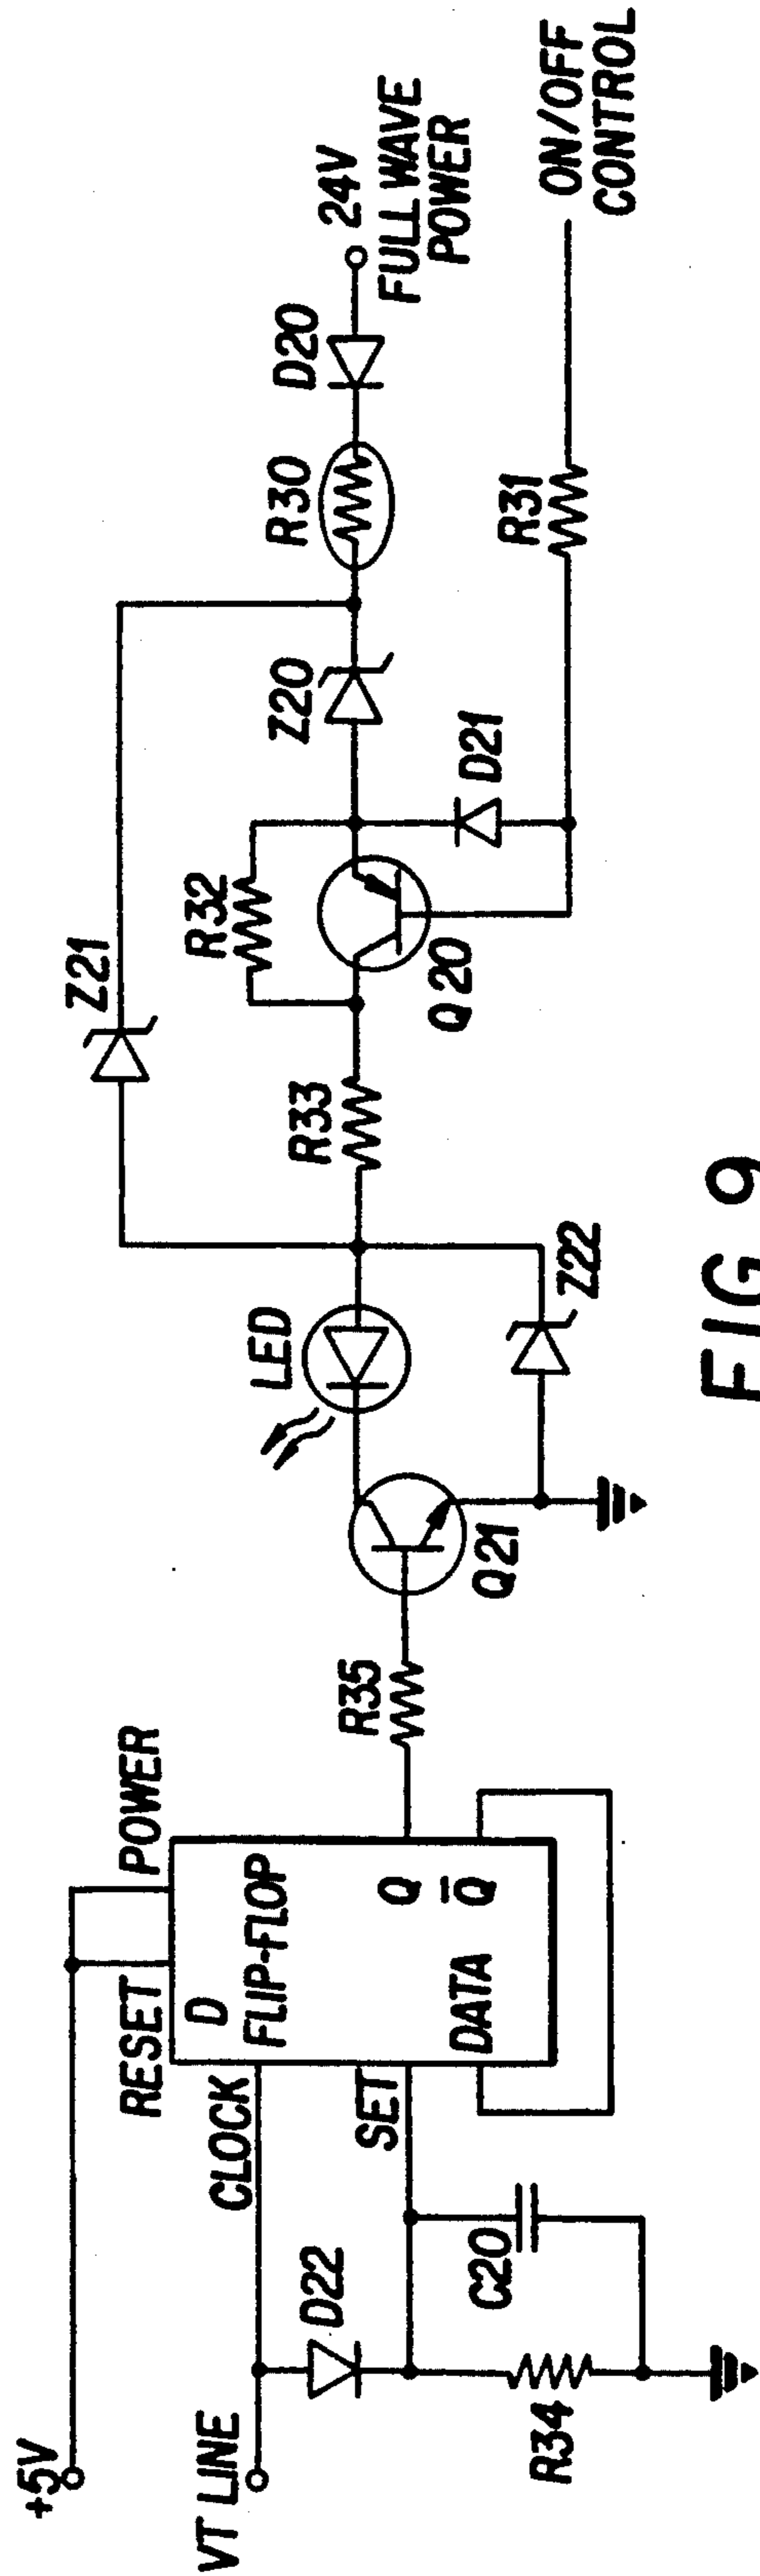 +5V
VT LINE
RESET
POWER
CLOCK
D
FLIP-FLOP
SET
Q
Q̅
DATA
D22
C20
R34
R35
Q21
LED
Z22
Z21
R33
R32
Q20
Z20
D21
R30
R31
D20
24V
FULL WAVE
POWER
ON/OFF
CONTROL
FIG 9